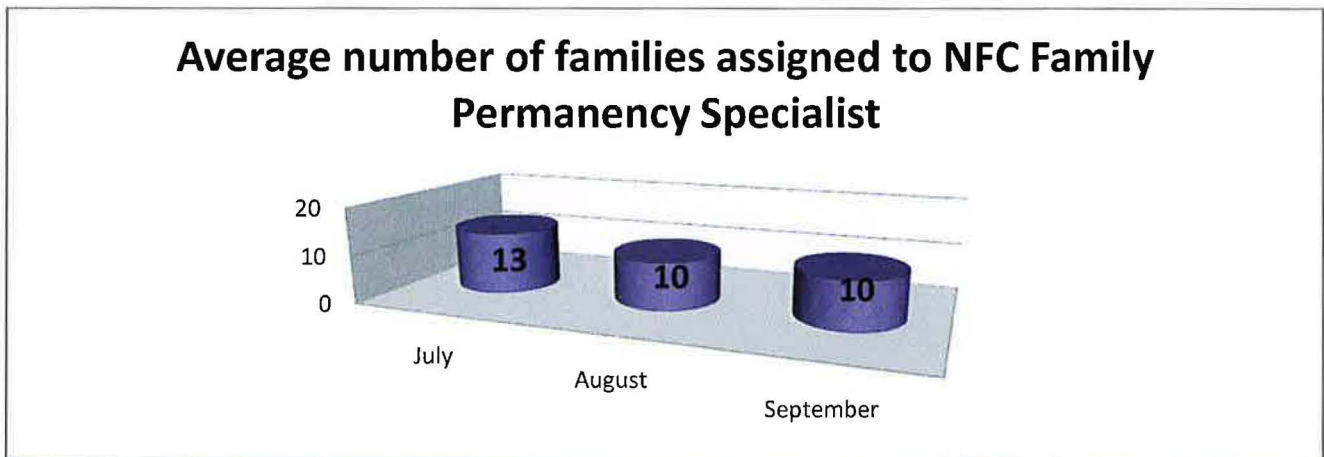 Average number of families assigned to NFC Family
Permanency Specialist
20
10
0
13
10
10
July
August
September